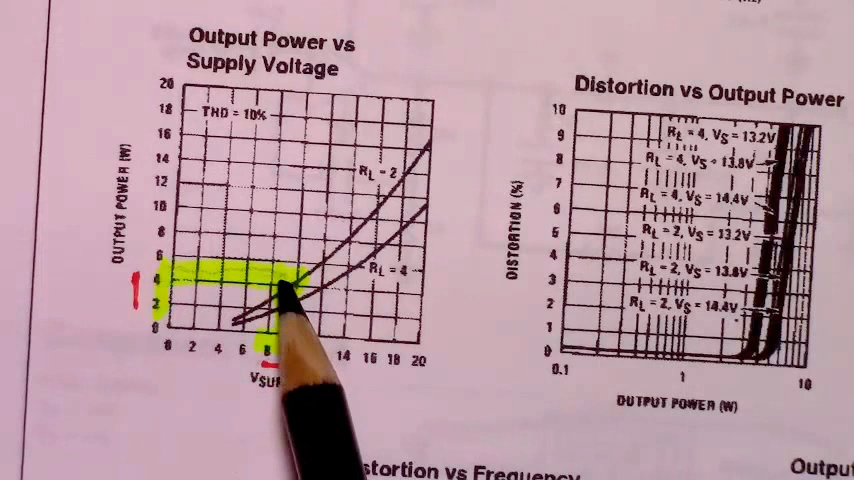 Output Power vs
Supply Voltage
20
18
16
14
12
10
8
6
4
2
0
THD = 10%
RL = 2
RL = 4
OUTPUT POWER (W)
0 2 4 6 8 14 16 18 20
Distortion vs Output Power
10
9
8
7
6
5
4
3
2
1
0
RL = 4, VS = 13.2V
RL = 4, VS = 13.8V
RL = 4, VS = 14.4V
RL = 2, VS = 13.2V
RL = 2, VS = 13.8V
RL = 2, VS = 14.4V
DISTORTION (%)
0.1 1 10
OUTPUT POWER (W)
stortion vs Frequency
Output